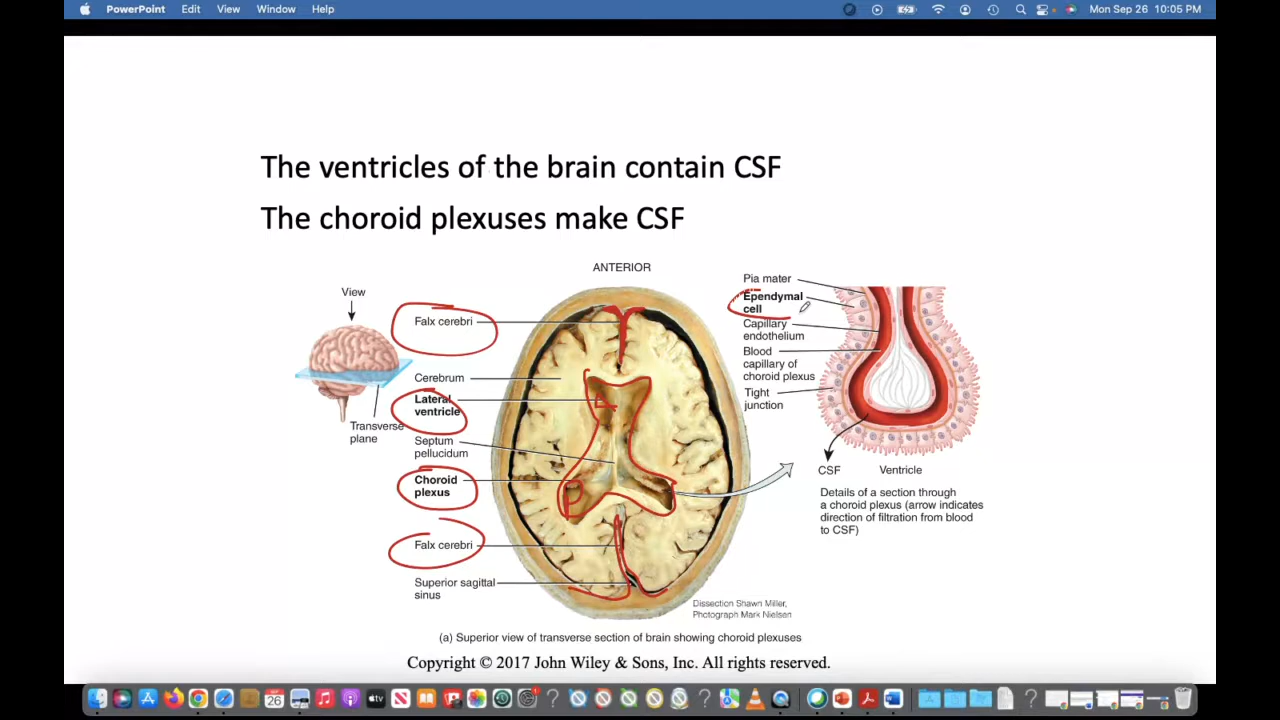 PowerPoint Edit View Window Help Mon Sep 26 10:05 PM
The ventricles of the brain contain CSF
The choroid plexuses make CSF
ANTERIOR
View
Transverse
plane
Falx cerebri
Cerebrum
Lateral
ventricle
Septum
pellucidum
Choroid
plexus
Falx cerebri
Superior sagittal
sinus
Pia mater
Ependymal
cell
Capillary
endothelium
Blood
capillary of
choroid plexus
Tight
junction
CSF
Ventricle
Details of a section through
a choroid plexus (arrow indicates
direction of filtration from blood
to CSF)
Dissection Shawn Miller,
Photograph Mark Nielsen
(a) Superior view of transverse section of brain showing choroid plexuses
Copyright © 2017 John Wiley & Sons, Inc. All rights reserved.